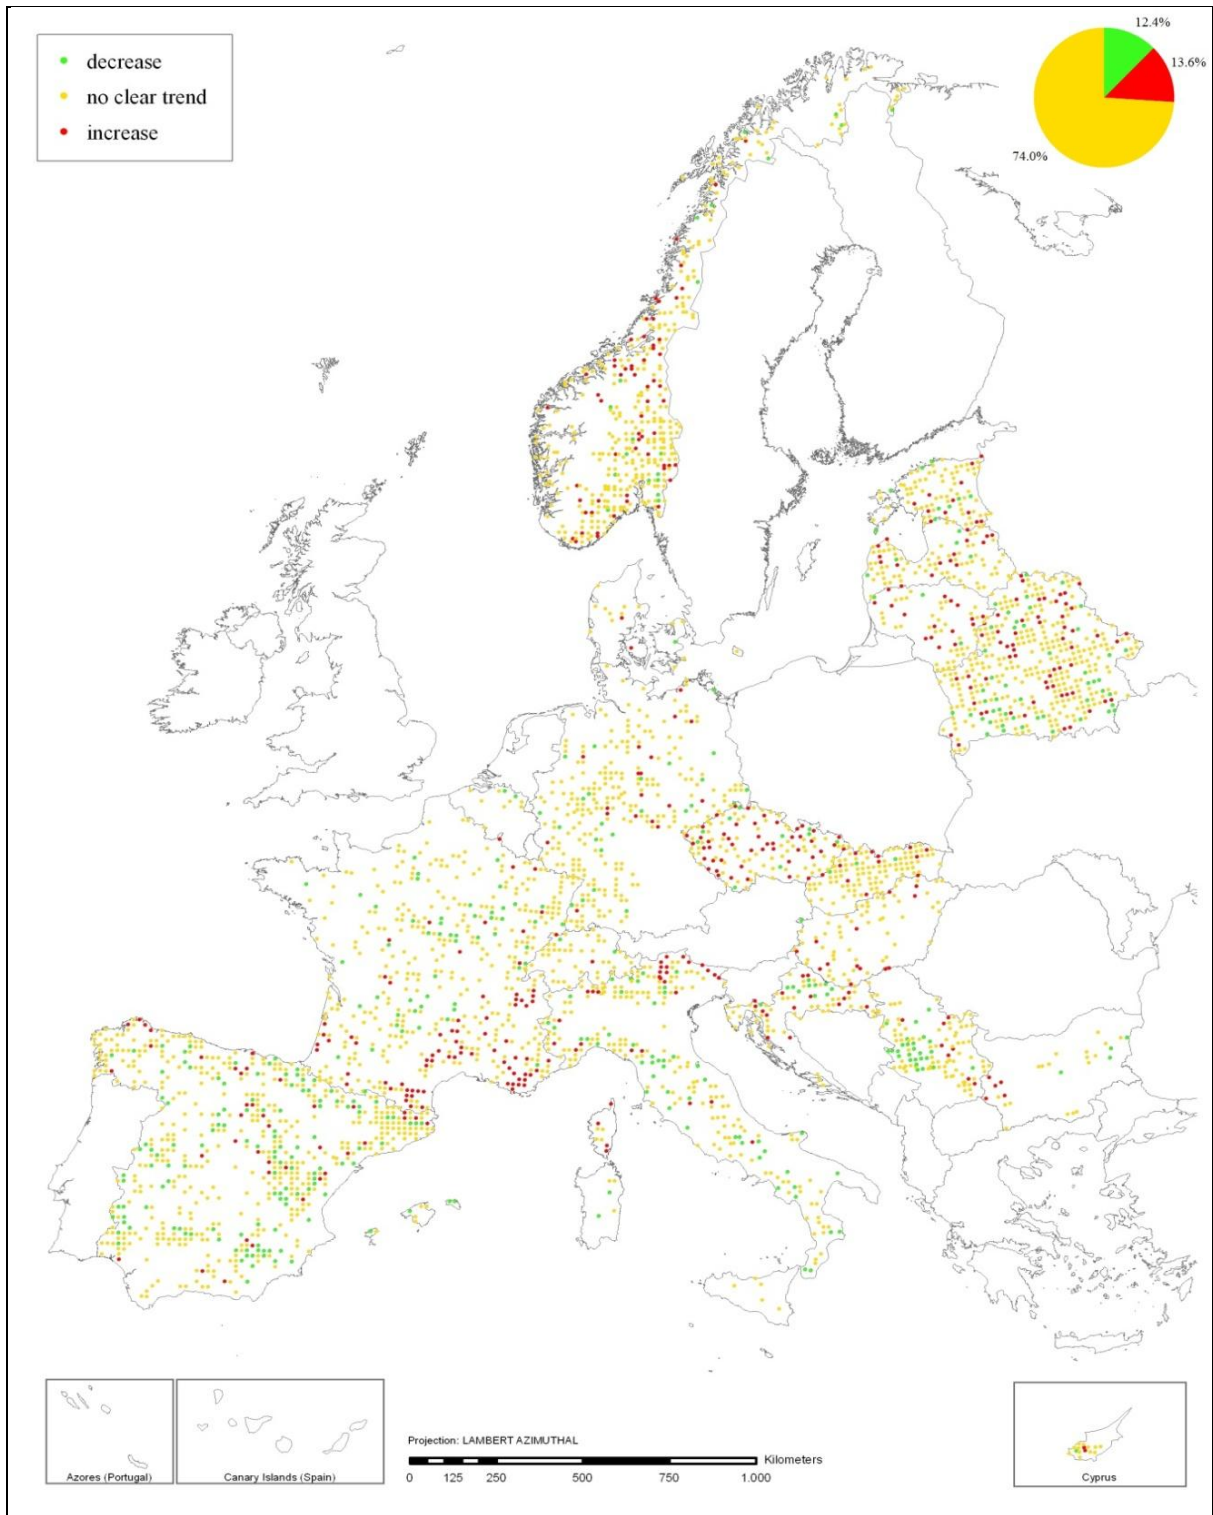 decrease
no clear trend
increase
12.4%
13.6%
74.0%
Projection: LAMBERT AZIMUTHAL
Kilometers
0 125 250 500 750 1.000
Azores (Portugal)
Canary Islands (Spain)
Cyprus